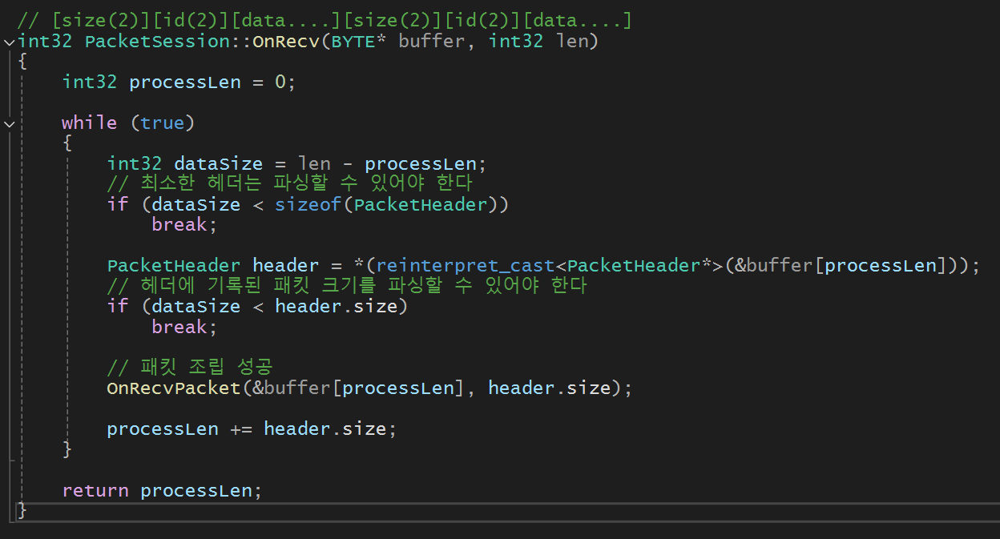 // [size(2)][id(2)][data....][size(2)][id(2)][data....]
int32 PacketSession::OnRecv(BYTE* buffer, int32 len)
{
    int32 processLen = 0;

    while (true)
    {
        int32 dataSize = len - processLen;
        // 최소한 헤더는 파싱할 수 있어야 한다
        if (dataSize < sizeof(PacketHeader))
            break;

        PacketHeader header = *(reinterpret_cast<PacketHeader*>(&buffer[processLen]));
        // 헤더에 기록된 패킷 크기를 파싱할 수 있어야 한다
        if (dataSize < header.size)
            break;

        // 패킷 조립 성공
        OnRecvPacket(&buffer[processLen], header.size);

        processLen += header.size;
    }

    return processLen;
}